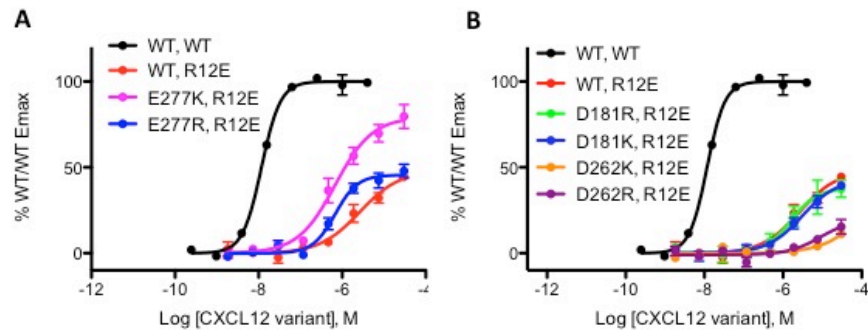 A
WT, WT
WT, R12E
E277K, R12E
E277R, R12E
% WT/WT Emax
100
50
0
-12 -10 -8 -6 -4
Log [CXCL12 variant], M
B
WT, WT
WT, R12E
D181R, R12E
D181K, R12E
D262K, R12E
D262R, R12E
% WT/WT Emax
100
50
0
-12 -10 -8 -6 -4
Log [CXCL12 variant], M